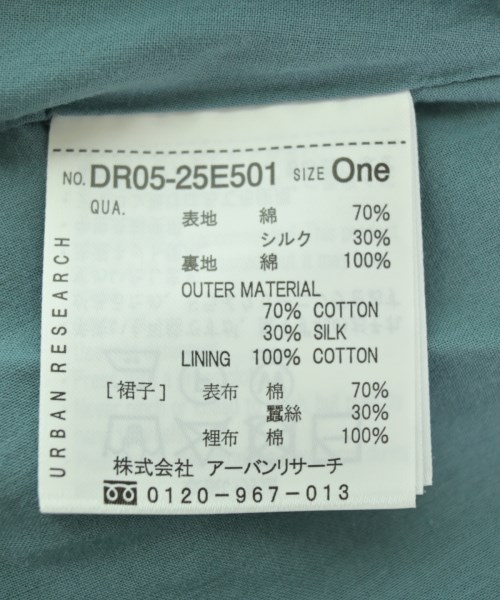 NO. DR05-25E501 SIZE One
QUA.
表地 綿 70%
シルク 30%
裏地 綿 100%
OUTER MATERIAL
70% COTTON
30% SILK
LINING 100% COTTON
[裙子] 表布 棉 70%
蠶絲 30%
裡布 棉 100%
株式会社 アーバンリサーチ
0120-967-013
URBAN RESEARCH